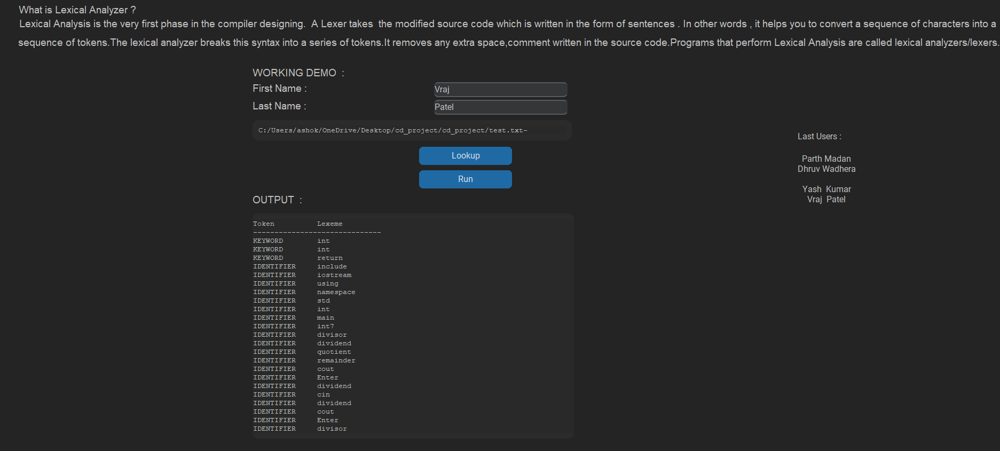 What is Lexical Analyzer ?
Lexical Analysis is the very first phase in the compiler designing.  A Lexer takes  the modified source code which is written in the form of sentences . In other words , it helps you to convert a sequence of characters into a
sequence of tokens.The lexical analyzer breaks this syntax into a series of tokens.It removes any extra space,comment written in the source code.Programs that perform Lexical Analysis are called lexical analyzers/lexers.
WORKING DEMO  :
First Name :
Vraj
Last Name :
Patel
C:/Users/ashok/OneDrive/Desktop/cd_project/cd_project/test.txt-
Lookup
Run
Last Users :
Parth Madan
Dhruv Wadhera
Yash  Kumar
Vraj  Patel
OUTPUT  :
Token          Lexeme
------------------------------
KEYWORD        int
KEYWORD        int
KEYWORD        return
IDENTIFIER     include
IDENTIFIER     iostream
IDENTIFIER     using
IDENTIFIER     namespace
IDENTIFIER     std
IDENTIFIER     int
IDENTIFIER     main
IDENTIFIER     int7
IDENTIFIER     divisor
IDENTIFIER     dividend
IDENTIFIER     quotient
IDENTIFIER     remainder
IDENTIFIER     cout
IDENTIFIER     Enter
IDENTIFIER     dividend
IDENTIFIER     cin
IDENTIFIER     dividend
IDENTIFIER     cout
IDENTIFIER     Enter
IDENTIFIER     divisor